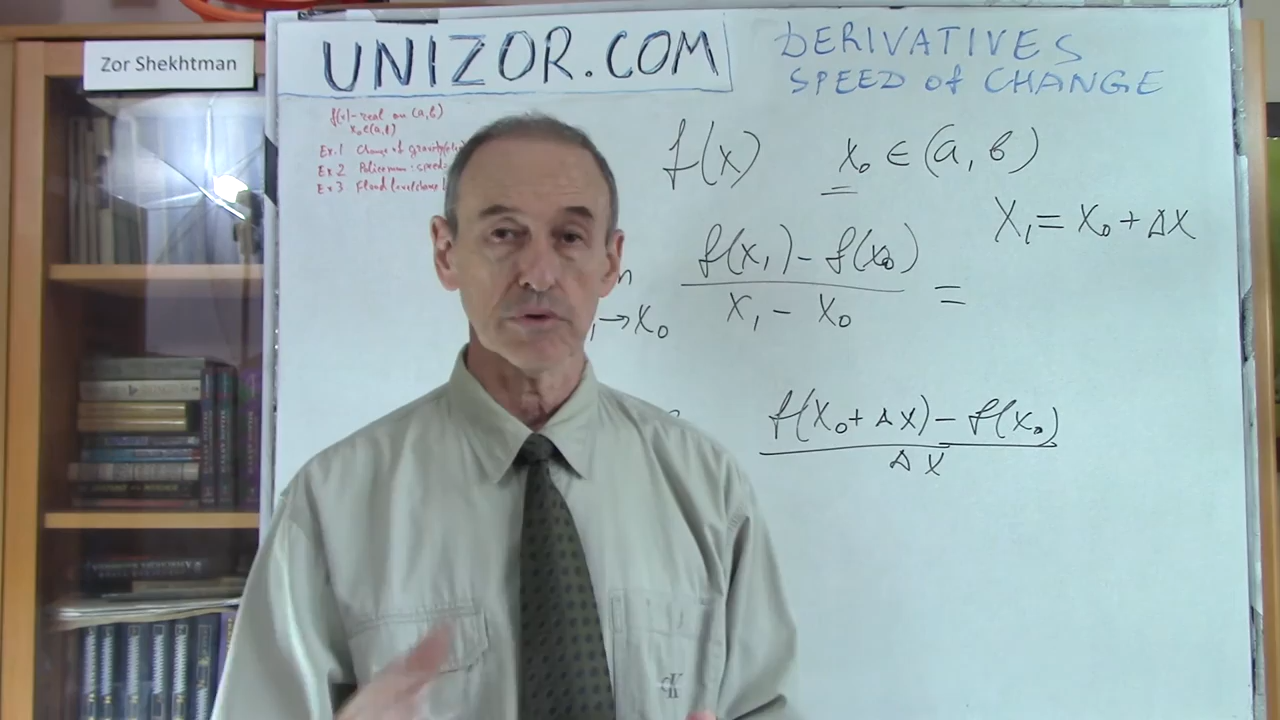 Zor Shekhtman
UNIZOR.COM
DERIVATIVES
SPEED of CHANGE
f(x) - real on (a,b)
x₀∈(a,b)
Ex.1 Change of gravity
Ex 2 Policeman - speed
Ex 3 Flood level change
f(x) x₀ ∈ (a, b)
X₁ = X₀ + ΔX
f(x₁) - f(x₀)
X₁ - X₀
=
→X₀
f(X₀+ΔX) - f(X₀)
ΔX
CK